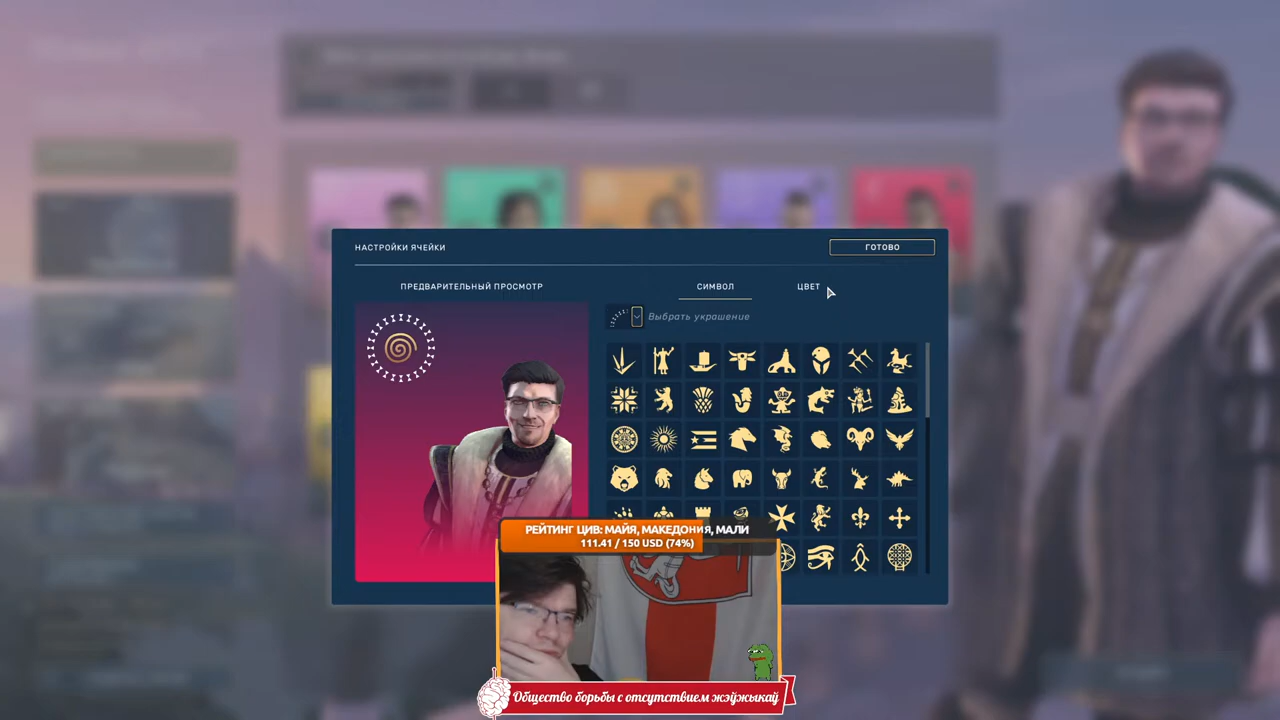 НАСТРОЙКИ ЯЧЕЙКИ
ГОТОВО
ПРЕДВАРИТЕЛЬНЫЙ ПРОСМОТР
СИМВОЛ
ЦВЕТ
Выбрать украшение
РЕЙТИНГ ЦИВ: МАЙЯ, МАКЕДОНИЯ, МАЛИ
111.41 / 150 USD (74%)
Общество борьбы с отсутствием жэўжыкаў